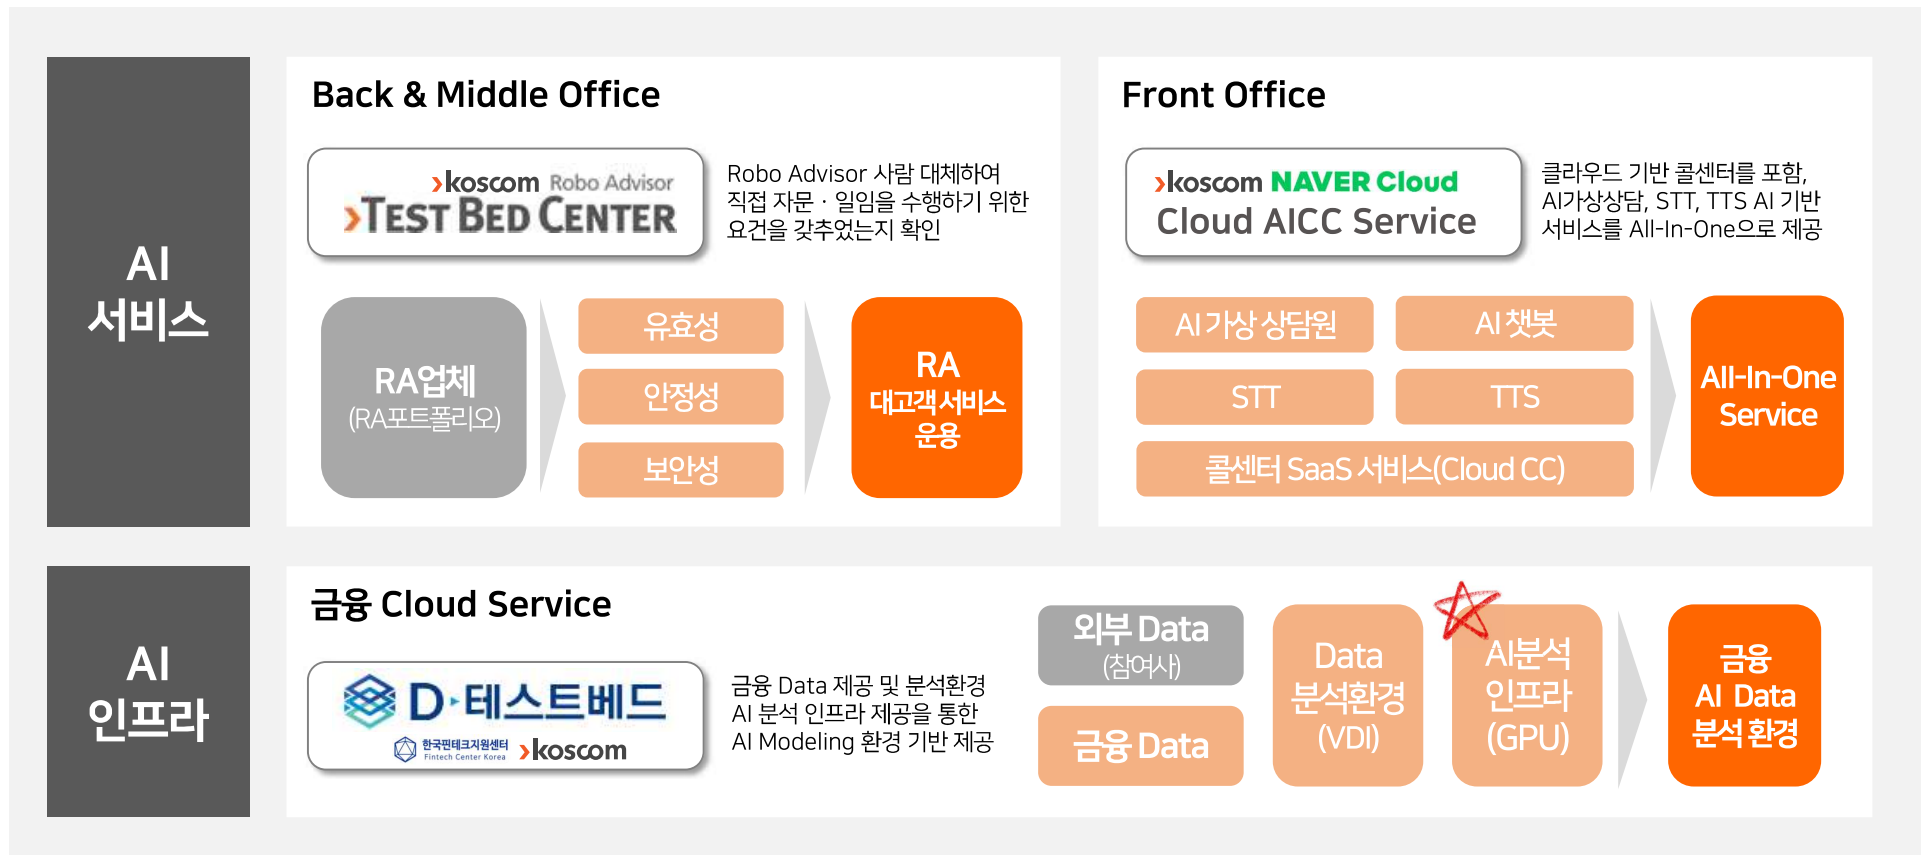 AI
서비스
Back & Middle Office
koscom Robo Advisor
TEST BED CENTER
Robo Advisor 사람 대체하여
직접 자문 · 일임을 수행하기 위한
요건을 갖추었는지 확인
RA업체
(RA포트폴리오)
유효성
안정성
보안성
RA
대고객 서비스
운용
Front Office
koscom NAVER Cloud
Cloud AICC Service
클라우드 기반 콜센터를 포함,
AI가상상담, STT, TTS AI 기반
서비스를 All-In-One으로 제공
AI 가상 상담원
AI 챗봇
STT
TTS
콜센터 SaaS 서비스(Cloud CC)
All-In-One
Service
AI
인프라
금융 Cloud Service
D·테스트베드
한국핀테크지원센터
Fintech Center Korea
koscom
금융 Data 제공 및 분석환경
AI 분석 인프라 제공을 통한
AI Modeling 환경 기반 제공
외부 Data
(참여사)
금융 Data
Data
분석환경
(VDI)
AI분석
인프라
(GPU)
금융
AI Data
분석 환경